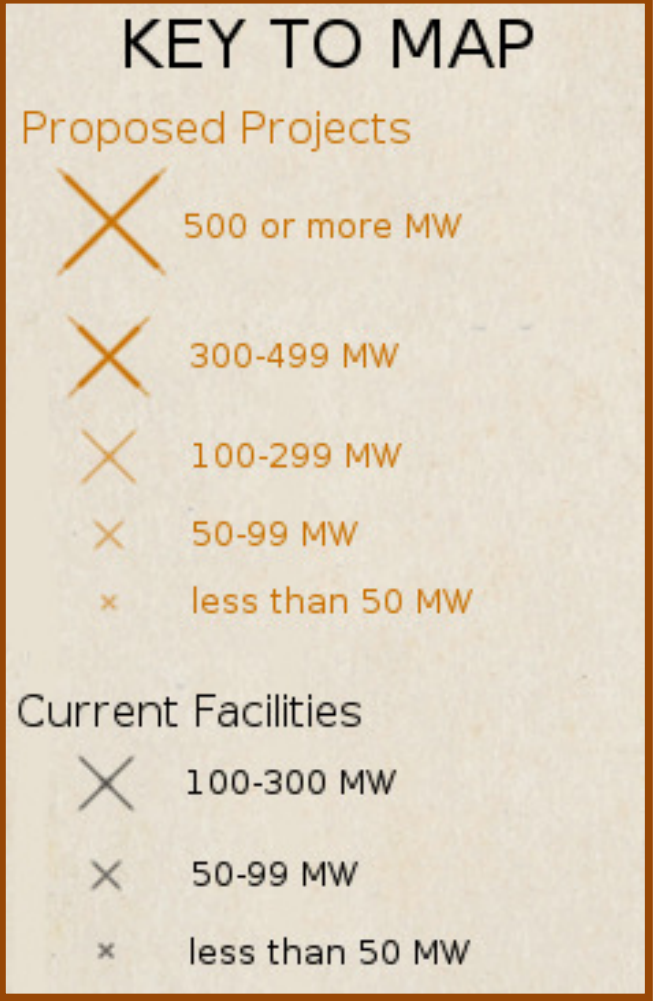 KEY TO MAP
Proposed Projects
500 or more MW
300-499 MW
100-299 MW
50-99 MW
less than 50 MW
Current Facilities
100-300 MW
50-99 MW
less than 50 MW